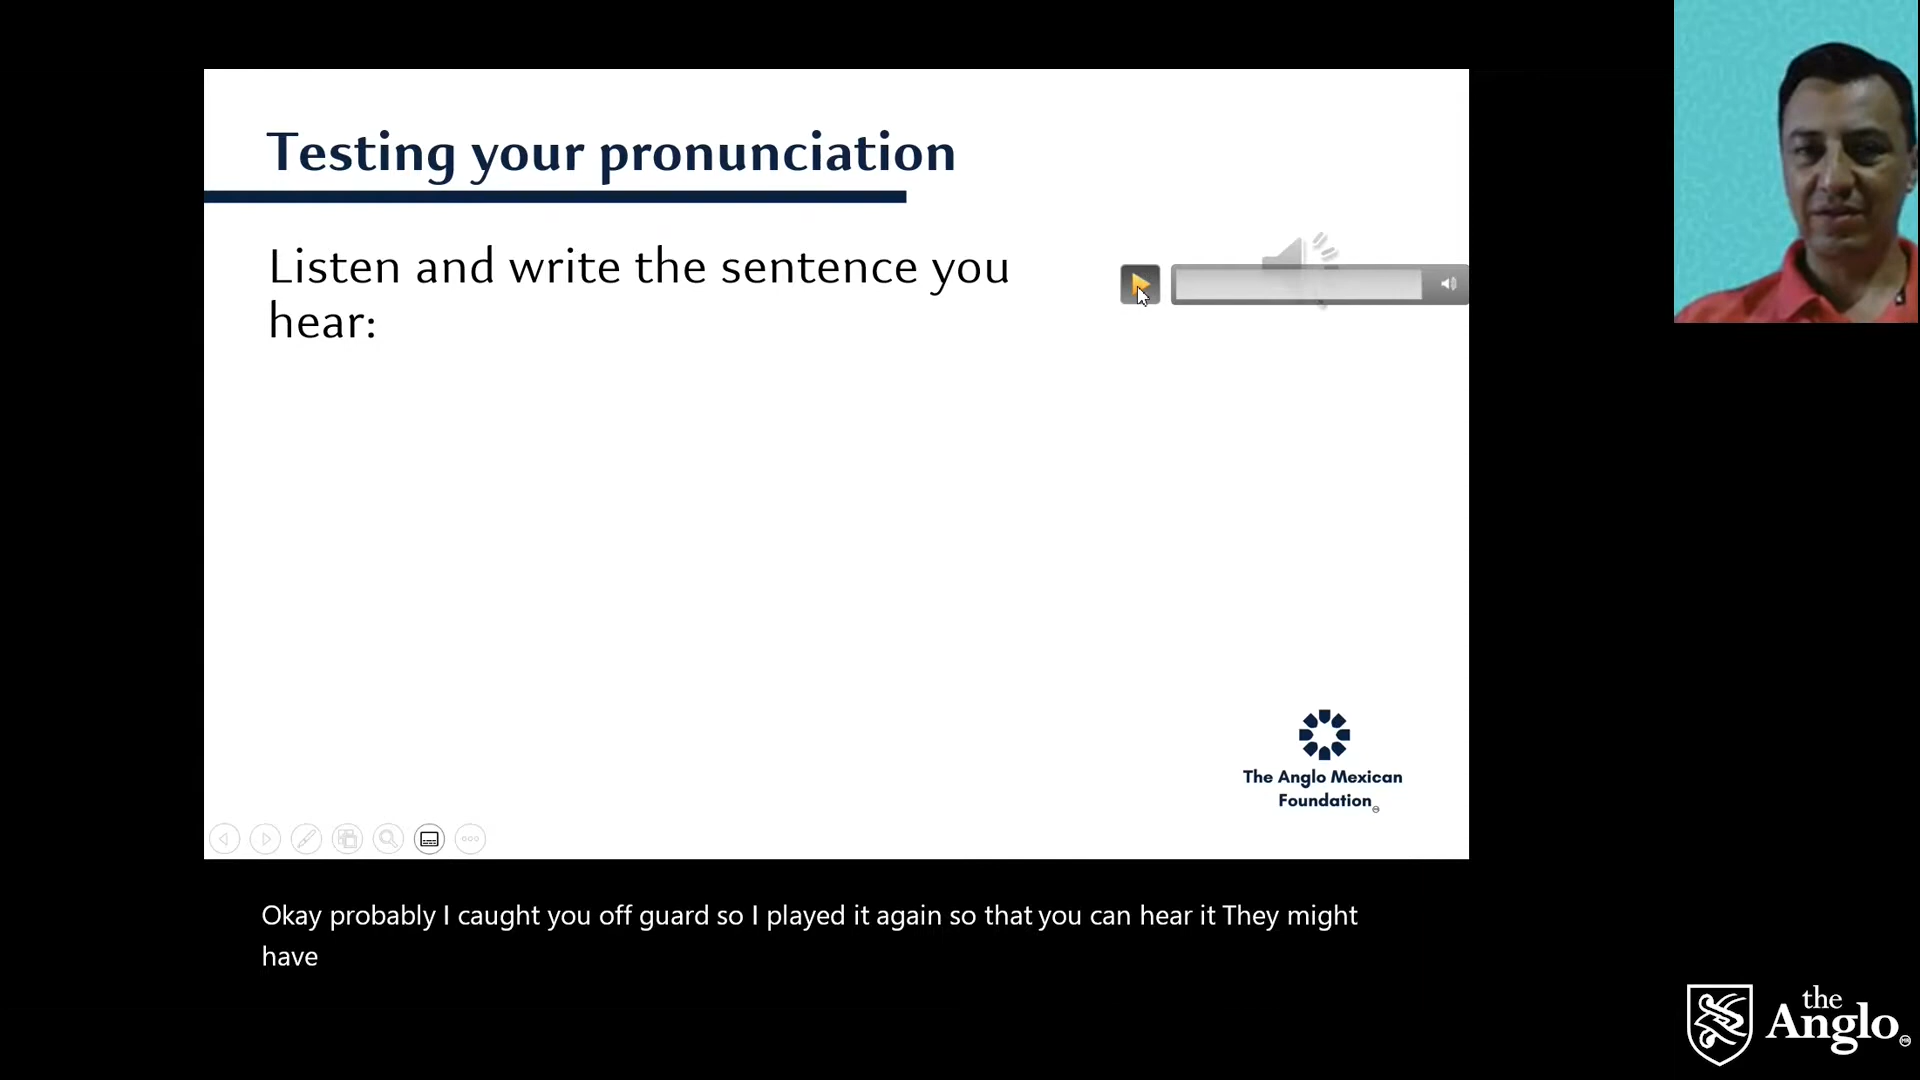 Testing your pronunciation
Listen and write the sentence you
hear:
The Anglo Mexican
Foundation
Okay probably I caught you off guard so I played it again so that you can hear it They might
have
the
Anglo